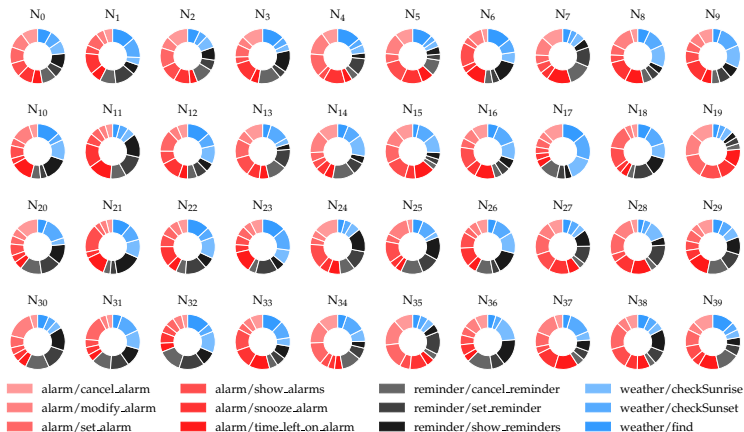 N0 N1 N2 N3 N4 N5 N6 N7 N8 N9
N10 N11 N12 N13 N14 N15 N16 N17 N18 N19
N20 N21 N22 N23 N24 N25 N26 N27 N28 N29
N30 N31 N32 N33 N34 N35 N36 N37 N38 N39
alarm/cancel_alarm alarm/show_alarms reminder/cancel_reminder weather/checkSunrise
alarm/modify_alarm alarm/snooze_alarm reminder/set_reminder weather/checkSunset
alarm/set_alarm alarm/time_left_on_alarm reminder/show_reminders weather/find